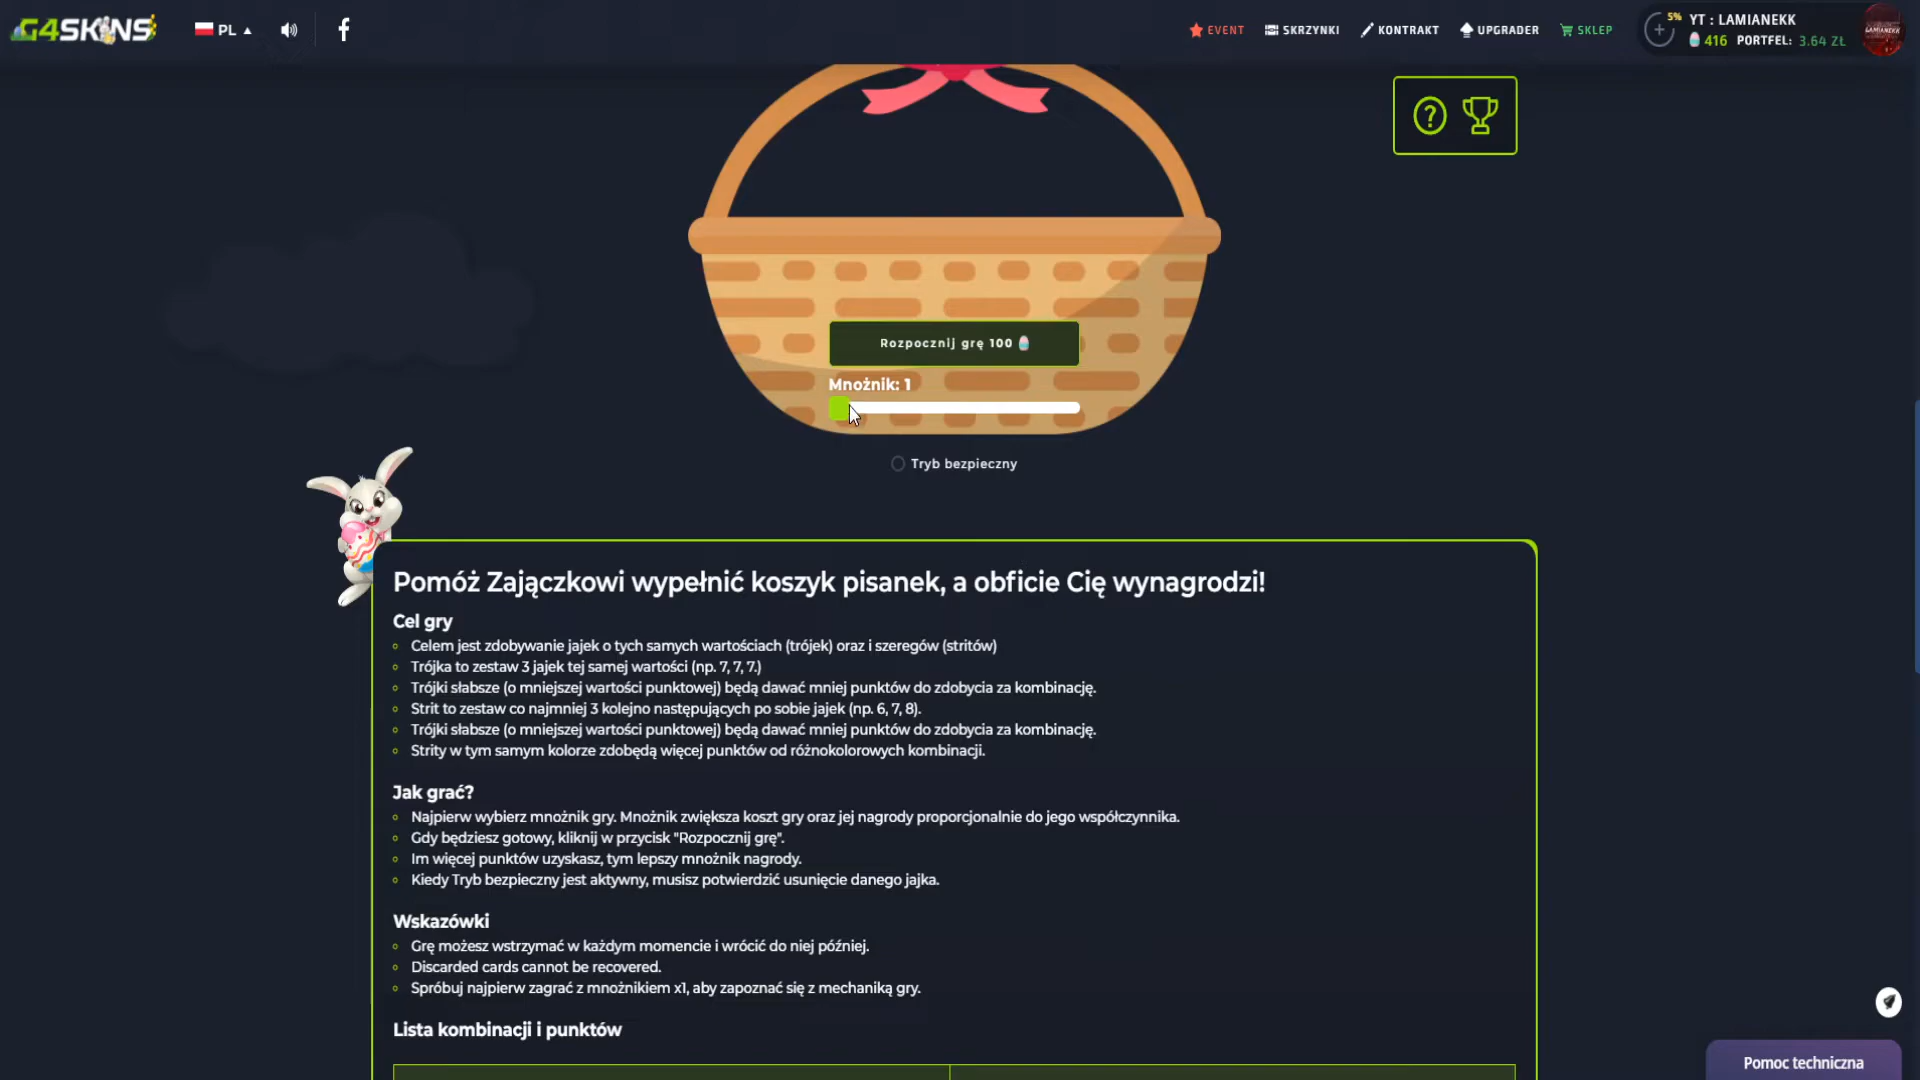 G4SKINS
PL
EVENT
SKRZYNKI
KONTRAKT
UPGRADER
SKLEP
5%
YT : LAMIANEKK
416 PORTFEL: 3.64 ZŁ
LAMIANEKK
Rozpocznij grę 100
Mnożnik: 1
Tryb bezpieczny
Pomóż Zajączkowi wypełnić koszyk pisanek, a obficie Cię wynagrodzi!
Cel gry
Celem jest zdobywanie jajek o tych samych wartościach (trójek) oraz i szeregów (stritów)
Trójka to zestaw 3 jajek tej samej wartości (np. 7, 7, 7.)
Trójki słabsze (o mniejszej wartości punktowej) będą dawać mniej punktów do zdobycia za kombinację.
Strit to zestaw co najmniej 3 kolejno następujących po sobie jajek (np. 6, 7, 8).
Trójki słabsze (o mniejszej wartości punktowej) będą dawać mniej punktów do zdobycia za kombinację.
Strity w tym samym kolorze zdobędą więcej punktów od różnokolorowych kombinacji.
Jak grać?
Najpierw wybierz mnożnik gry. Mnożnik zwiększa koszt gry oraz jej nagrody proporcjonalnie do jego współczynnika.
Gdy będziesz gotowy, kliknij w przycisk "Rozpocznij grę".
Im więcej punktów uzyskasz, tym lepszy mnożnik nagrody.
Kiedy Tryb bezpieczny jest aktywny, musisz potwierdzić usunięcie danego jajka.
Wskazówki
Grę możesz wstrzymać w każdym momencie i wrócić do niej później.
Discarded cards cannot be recovered.
Spróbuj najpierw zagrać z mnożnikiem x1, aby zapoznać się z mechaniką gry.
Lista kombinacji i punktów
Pomoc techniczna